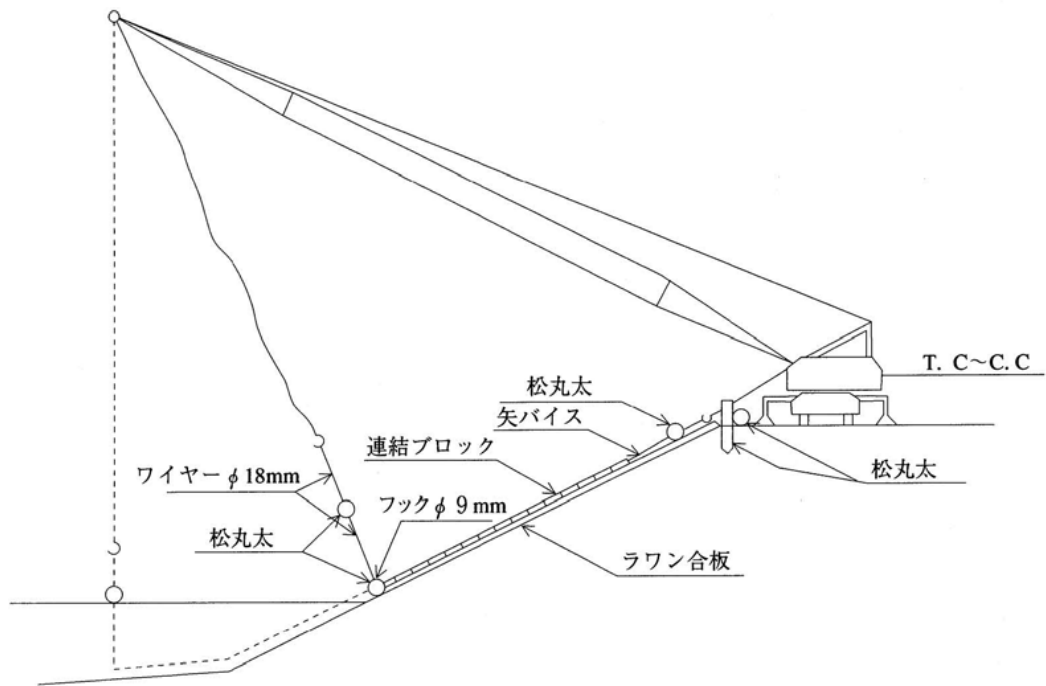 T. C～C. C
松丸太
矢バイス
連結ブロック
松丸太
ワイヤーφ18mm
フックφ9mm
松丸太
ラワン合板